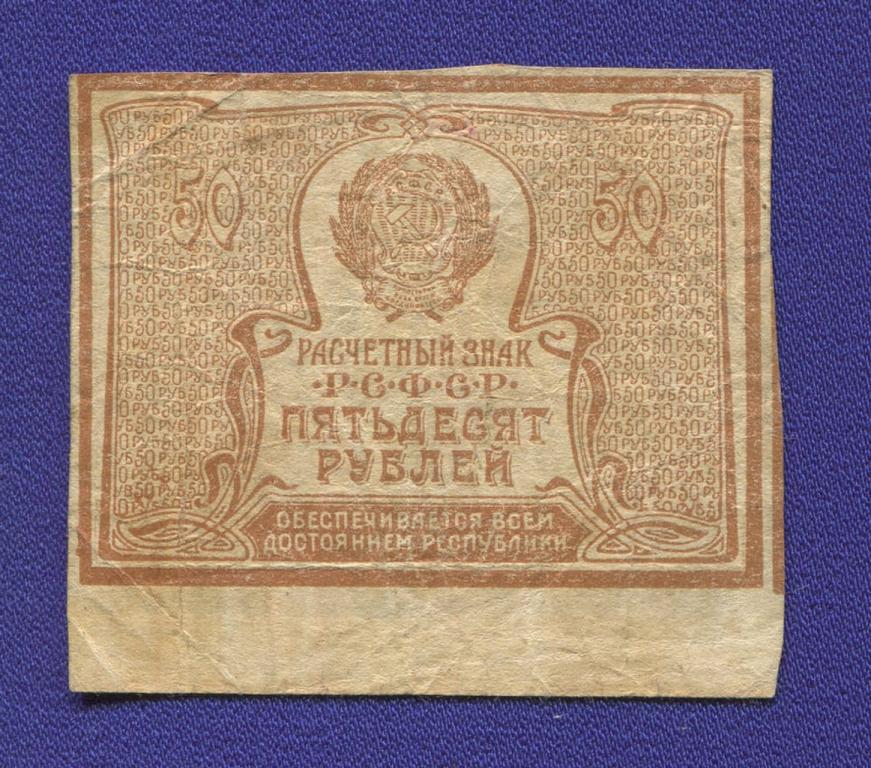 50 50
Р.С.Ф.С.Р.
РАСЧЕТНЫЙ ЗНАК
·Р·С·Ф·С·Р·
ПЯТЬДЕСЯТ
РУБЛЕЙ
ОБЕСПЕЧИВАЕТСЯ ВСЕМ
ДОСТОЯНИЕМ РЕСПУБЛИКИ